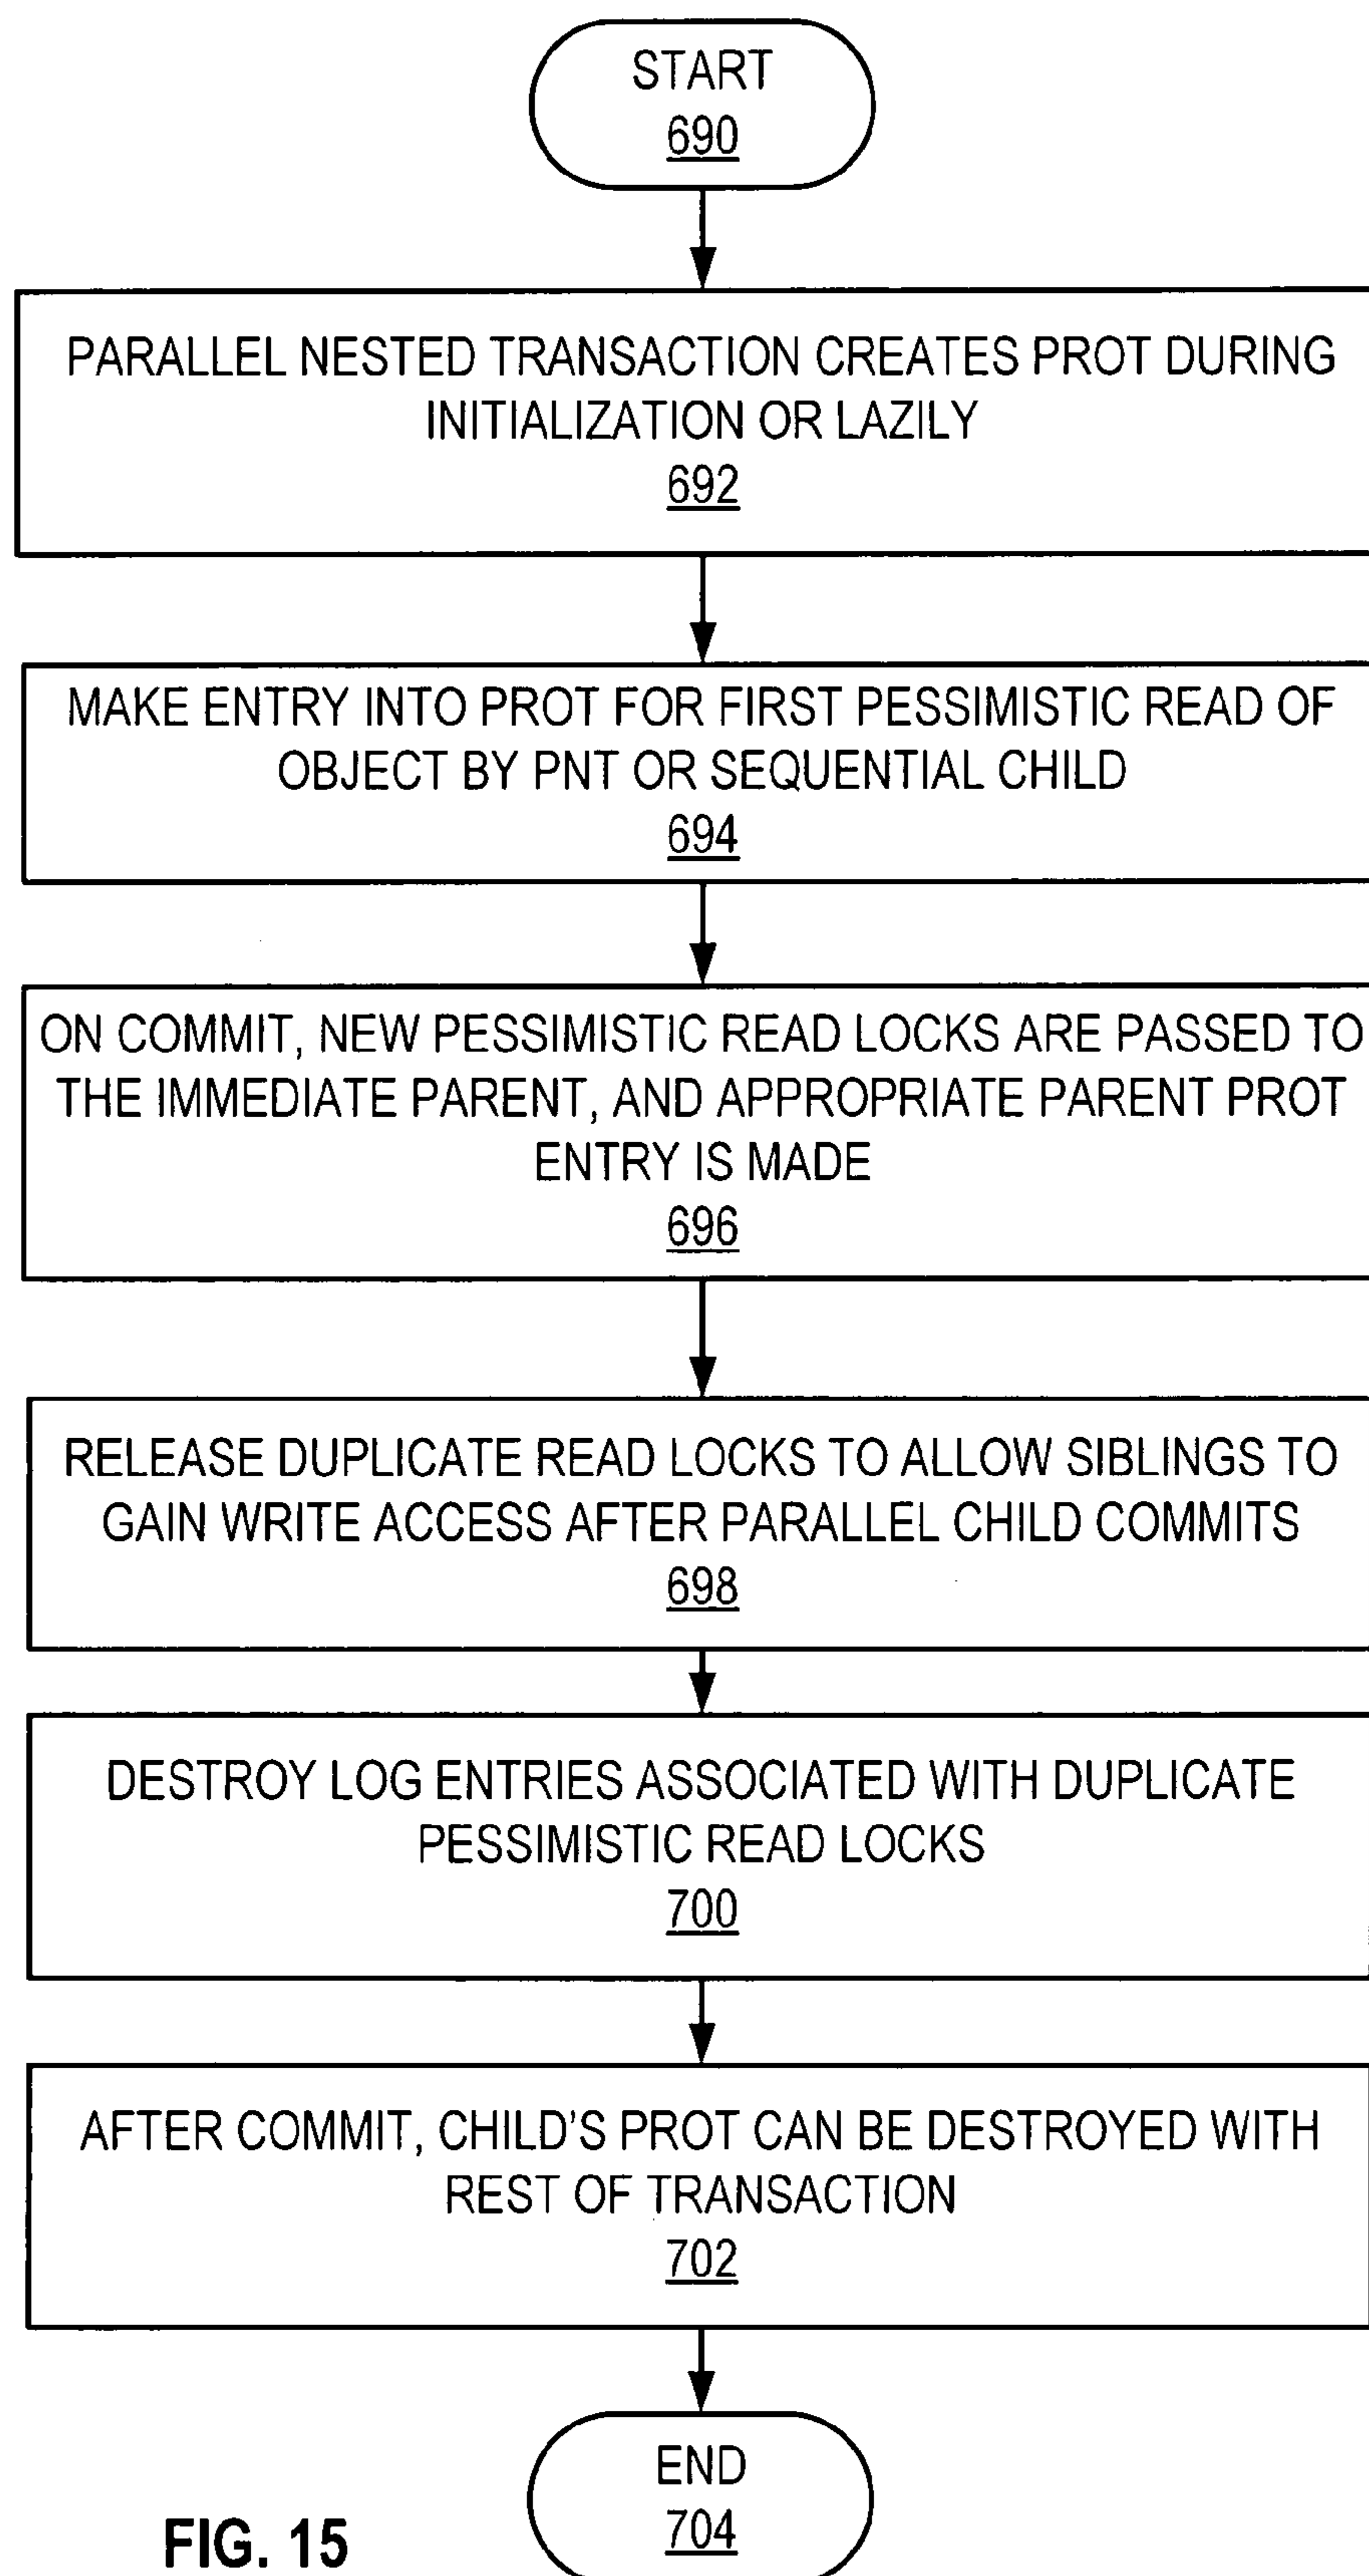 START
690
PARALLEL NESTED TRANSACTION CREATES PROT DURING
INITIALIZATION OR LAZILY
692
MAKE ENTRY INTO PROT FOR FIRST PESSIMISTIC READ OF
OBJECT BY PNT OR SEQUENTIAL CHILD
694
ON COMMIT, NEW PESSIMISTIC READ LOCKS ARE PASSED TO
THE IMMEDIATE PARENT, AND APPROPRIATE PARENT PROT
ENTRY IS MADE
696
RELEASE DUPLICATE READ LOCKS TO ALLOW SIBLINGS TO
GAIN WRITE ACCESS AFTER PARALLEL CHILD COMMITS
698
DESTROY LOG ENTRIES ASSOCIATED WITH DUPLICATE
PESSIMISTIC READ LOCKS
700
AFTER COMMIT, CHILD'S PROT CAN BE DESTROYED WITH
REST OF TRANSACTION
702
END
704
FIG. 15